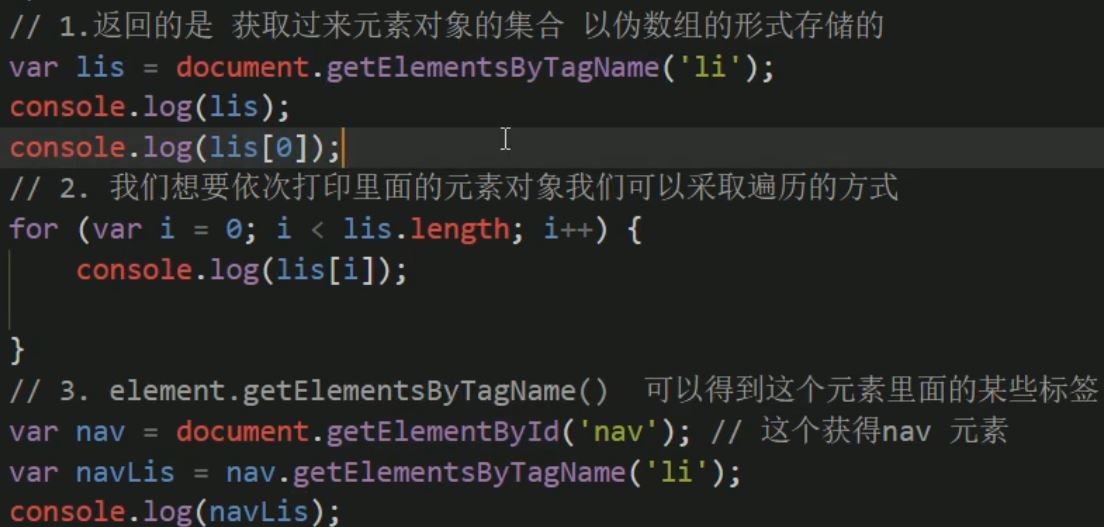 // 1.返回的是 获取过来元素对象的集合 以伪数组的形式存储的
var lis = document.getElementsByTagName('li');
console.log(lis);
console.log(lis[0]);
// 2. 我们想要依次打印里面的元素对象我们可以采取遍历的方式
for (var i = 0; i < lis.length; i++) {
    console.log(lis[i]);
}
// 3. element.getElementsByTagName()  可以得到这个元素里面的某些标签
var nav = document.getElementById('nav'); // 这个获得nav 元素
var navLis = nav.getElementsByTagName('li');
console.log(navLis);